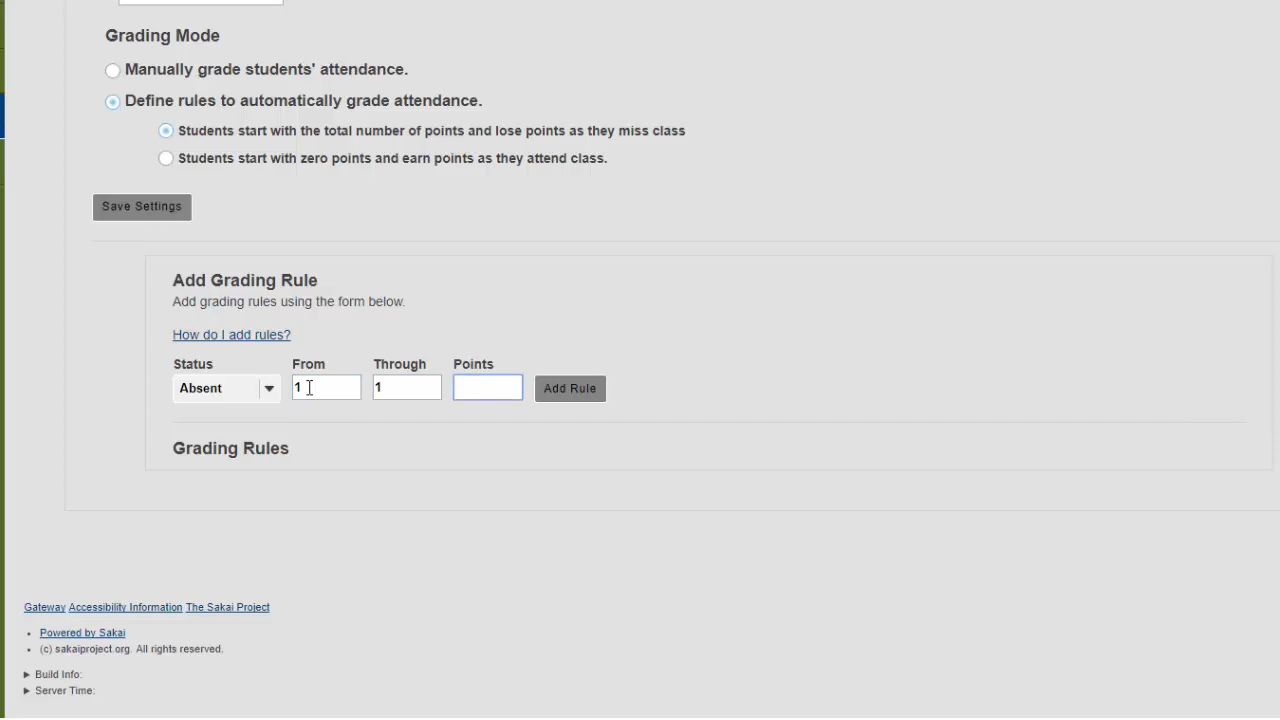 Grading Mode
Manually grade students' attendance.
Define rules to automatically grade attendance.
Students start with the total number of points and lose points as they miss class
Students start with zero points and earn points as they attend class.
Save Settings
Add Grading Rule
Add grading rules using the form below.
How do I add rules?
Status From Through Points
Absent 1 1 Add Rule
Grading Rules
Gateway Accessibility Information The Sakai Project
Powered by Sakai
(c) sakaiproject.org. All rights reserved.
Build Info:
Server Time: